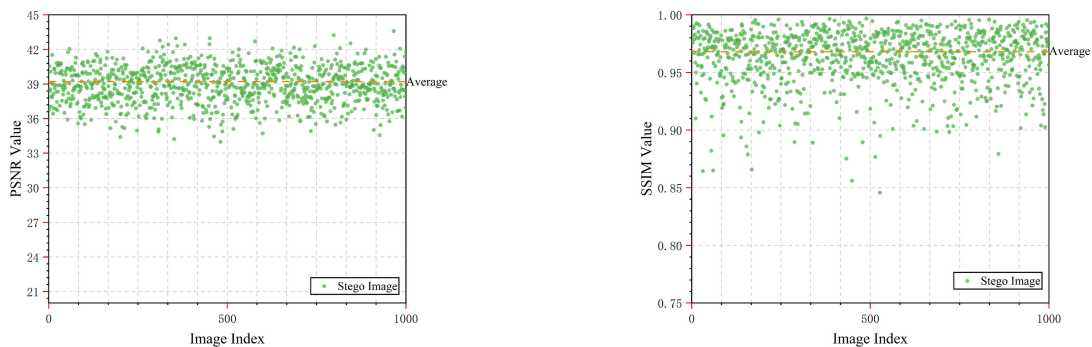 45
42
39
36
33
30
27
24
21
PSNR Value
Average
Stego Image
0
500
1000
Image Index
1.00
0.95
0.90
0.85
0.80
0.75
SSIM Value
Average
Stego Image
0
500
1000
Image Index